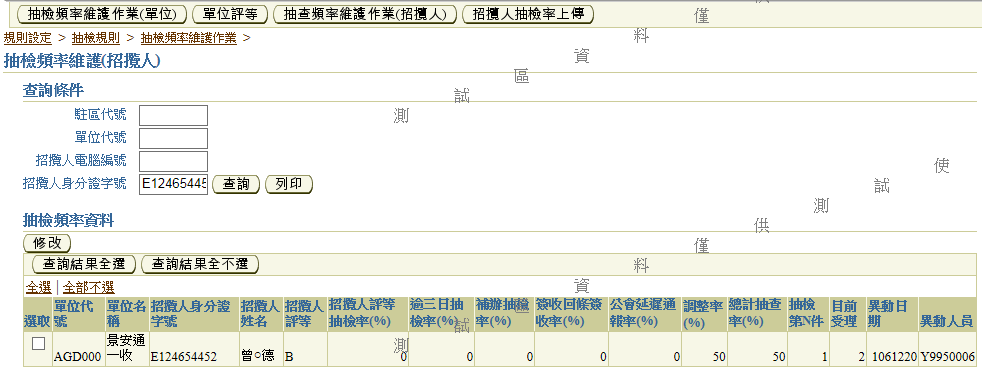 抽檢頻率維護作業(單位) 單位評等 抽查頻率維護作業(招攬人) 招攬人抽檢率上傳
規則設定 > 抽檢規則 > 抽檢頻率維護作業 >
抽檢頻率維護(招攬人)
查詢條件
駐區代號
單位代號
招攬人電腦編號
招攬人身分證字號 E12465445 查詢 列印
抽檢頻率資料
修改
查詢結果全選 查詢結果全不選
全選 | 全部不選
選取 單位代號 單位名稱 招攬人身分證字號 招攬人姓名 招攬人評等 招攬人評等抽檢率(%) 逾三日抽檢率(%) 補辦抽檢率(%) 簽收回條簽收率(%) 公會延遲通報率(%) 調整率(%) 總計抽查率(%) 抽檢第N件 目前受理 異動日期 異動人員
AGD000 景安通一收 E124654452 曾○德 B 0 0 0 0 0 50 50 1 2 1061220 Y9950006
僅
料
資
區
試
測
使
試
測
供
僅
料
資
區
試
測